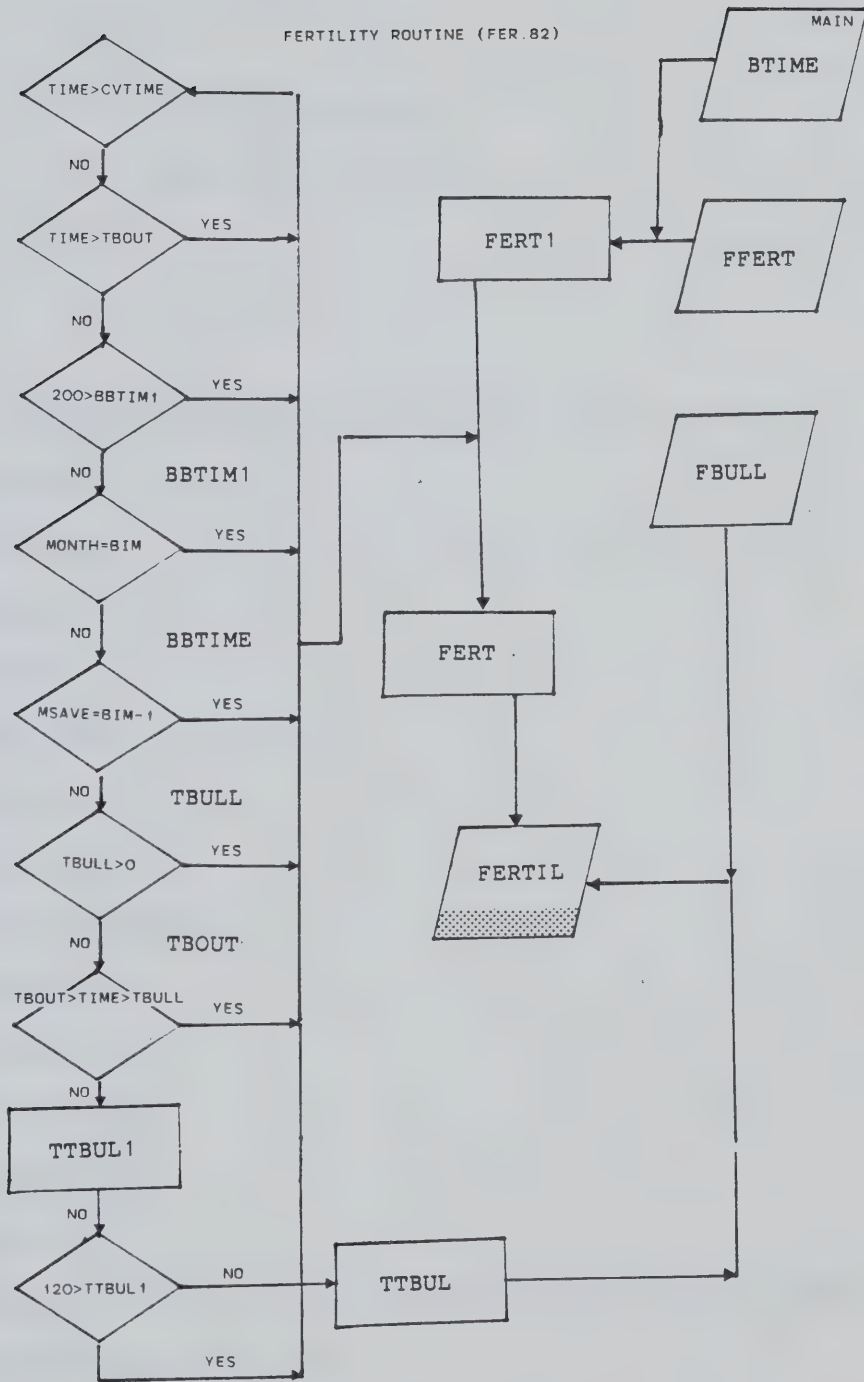 FERTILITY ROUTINE (FER.82)
MAIN
BTIME
TIME>CVTIME
NO
TIME>TBOUT
YES
FERT1
FFERT
NO
200>BBTIM1
YES
NO
BBTIM1
FBULL
MONTH=BIM
YES
NO
BBTIME
FERT
MSAVE=BIM-1
YES
NO
TBULL
TBULL>0
YES
FERTIL
NO
TBOUT
TBOUT>TIME>TBULL
YES
NO
TTBUL1
NO
120>TTBUL1
NO
TTBUL
YES